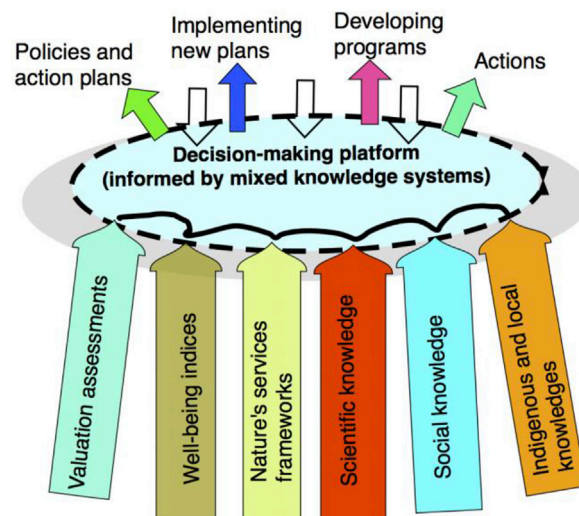 Policies and
action plans
Implementing
new plans
Developing
programs
Actions
Decision-making platform
(informed by mixed knowledge systems)
Valuation assessments
Well-being indices
Nature's services
frameworks
Scientific knowledge
Social knowledge
Indigenous and local
knowledges